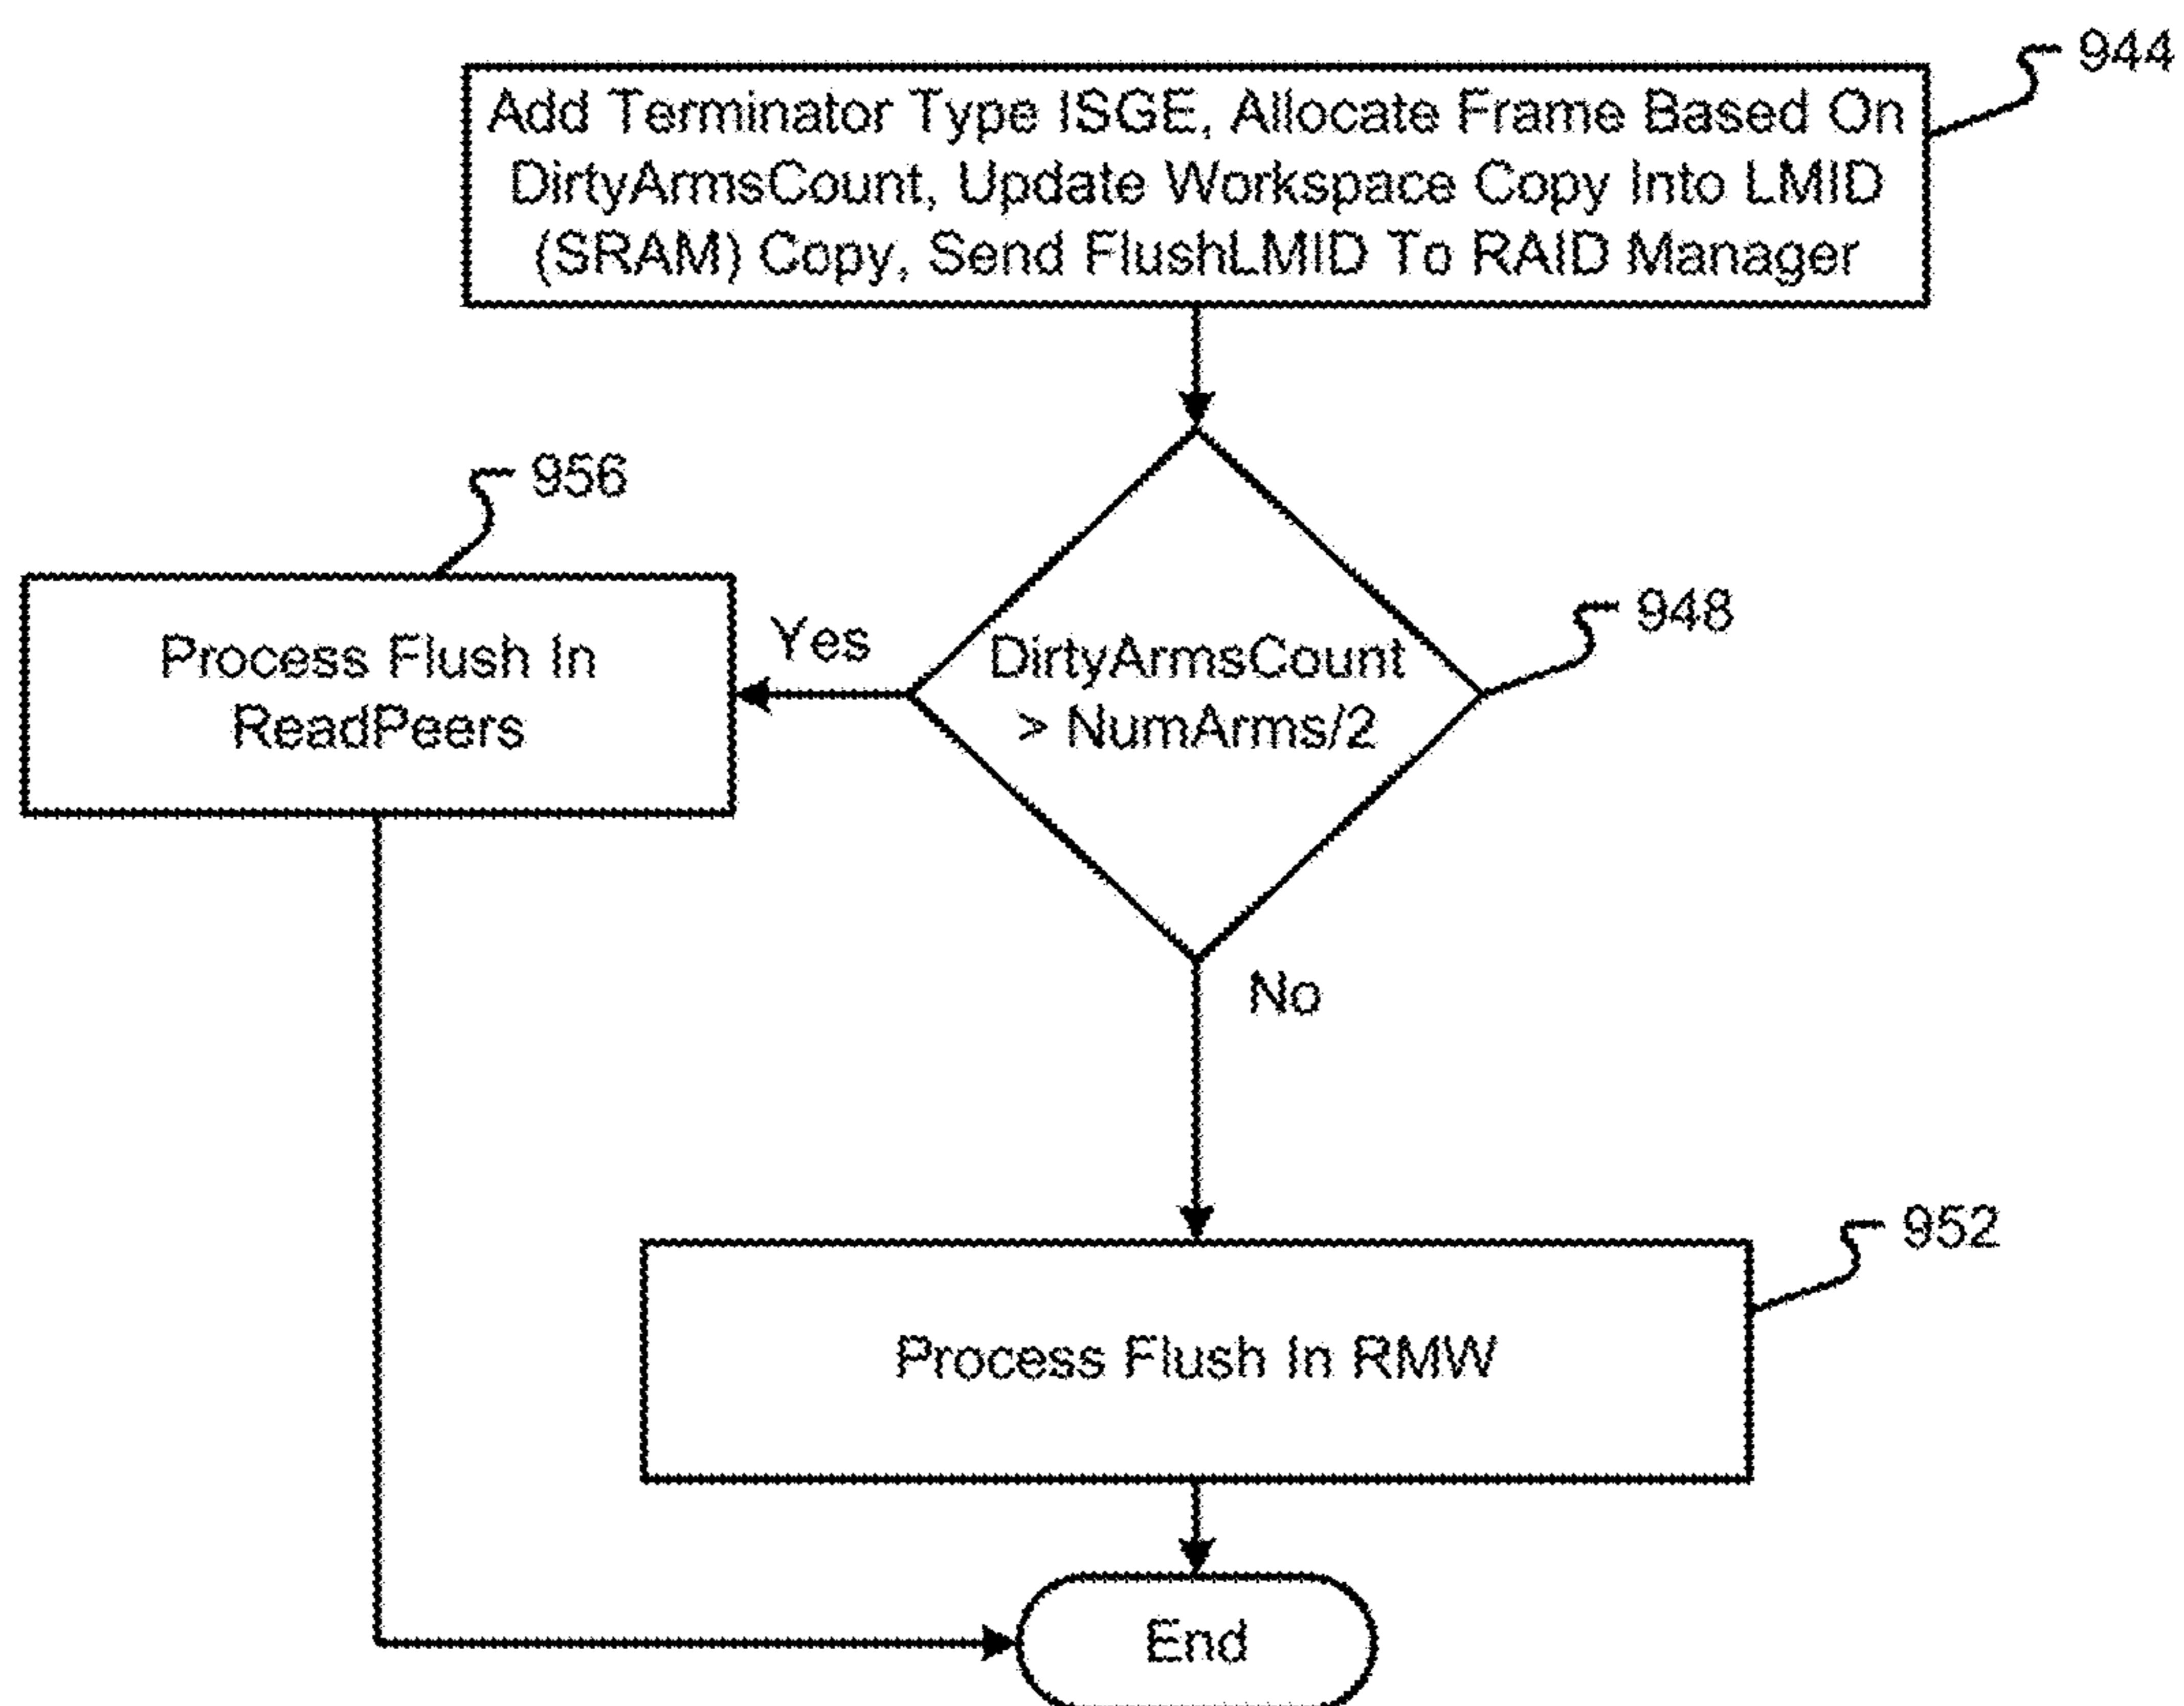 944
Add Terminator Type ISGE, Allocate Frame Based On
DirtyArmsCount, Update Workspace Copy Into LMID
(SRAM) Copy, Send FlushLMID To RAID Manager
956
948
Process Flush In
ReadPeers
Yes
DirtyArmsCount
> NumArms/2
No
952
Process Flush In RMW
End